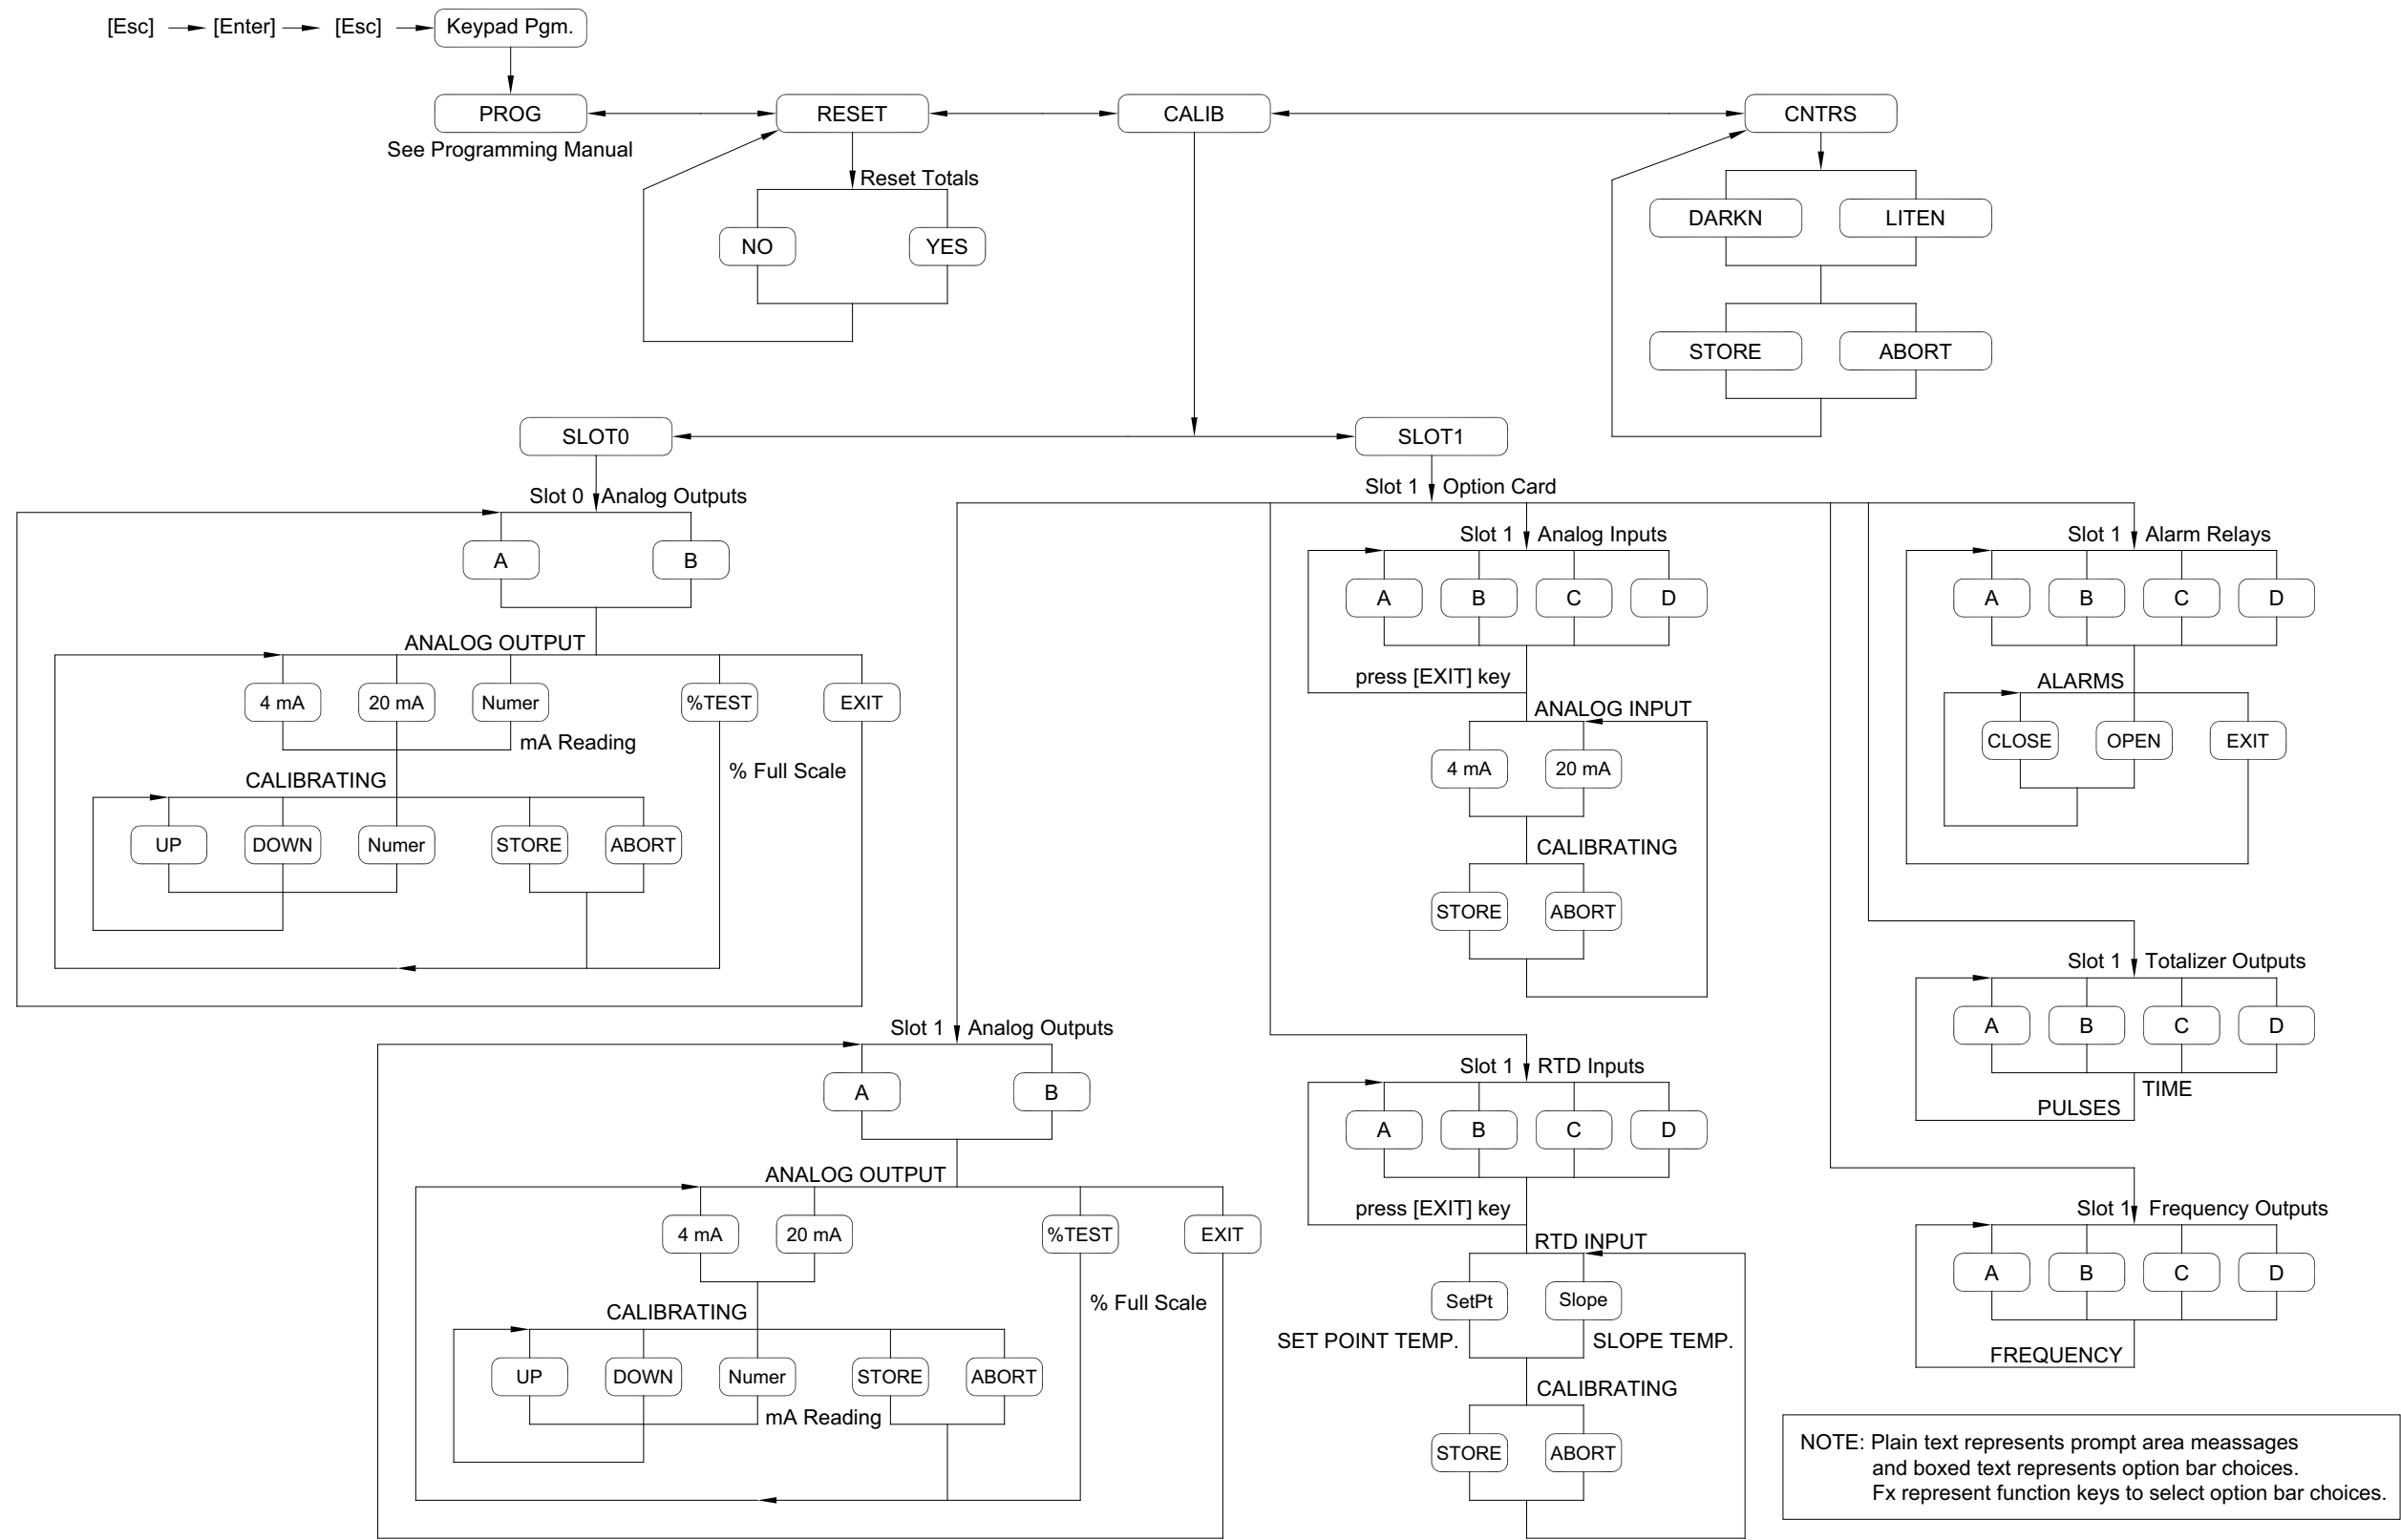 [Esc] [Enter] [Esc] Keypad Pgm.
PROG RESET CALIB CNTRS
See Programming Manual
Reset Totals
NO YES
DARKN LITEN
STORE ABORT
SLOT0 SLOT1
Slot 0 Analog Outputs
A B
ANALOG OUTPUT
4 mA 20 mA Numer %TEST EXIT
mA Reading
% Full Scale
CALIBRATING
UP DOWN Numer STORE ABORT
Slot 1 Option Card
Slot 1 Analog Outputs
A B
ANALOG OUTPUT
4 mA 20 mA %TEST EXIT
% Full Scale
CALIBRATING
UP DOWN Numer STORE ABORT
mA Reading
Slot 1 Analog Inputs
A B C D
press [EXIT] key
ANALOG INPUT
4 mA 20 mA
CALIBRATING
STORE ABORT
Slot 1 RTD Inputs
A B C D
press [EXIT] key
RTD INPUT
SetPt Slope
SET POINT TEMP. SLOPE TEMP.
CALIBRATING
STORE ABORT
Slot 1 Alarm Relays
A B C D
ALARMS
CLOSE OPEN EXIT
Slot 1 Totalizer Outputs
A B C D
TIME
PULSES
Slot 1 Frequency Outputs
A B C D
FREQUENCY
NOTE: Plain text represents prompt area meassages
and boxed text represents option bar choices.
Fx represent function keys to select option bar choices.